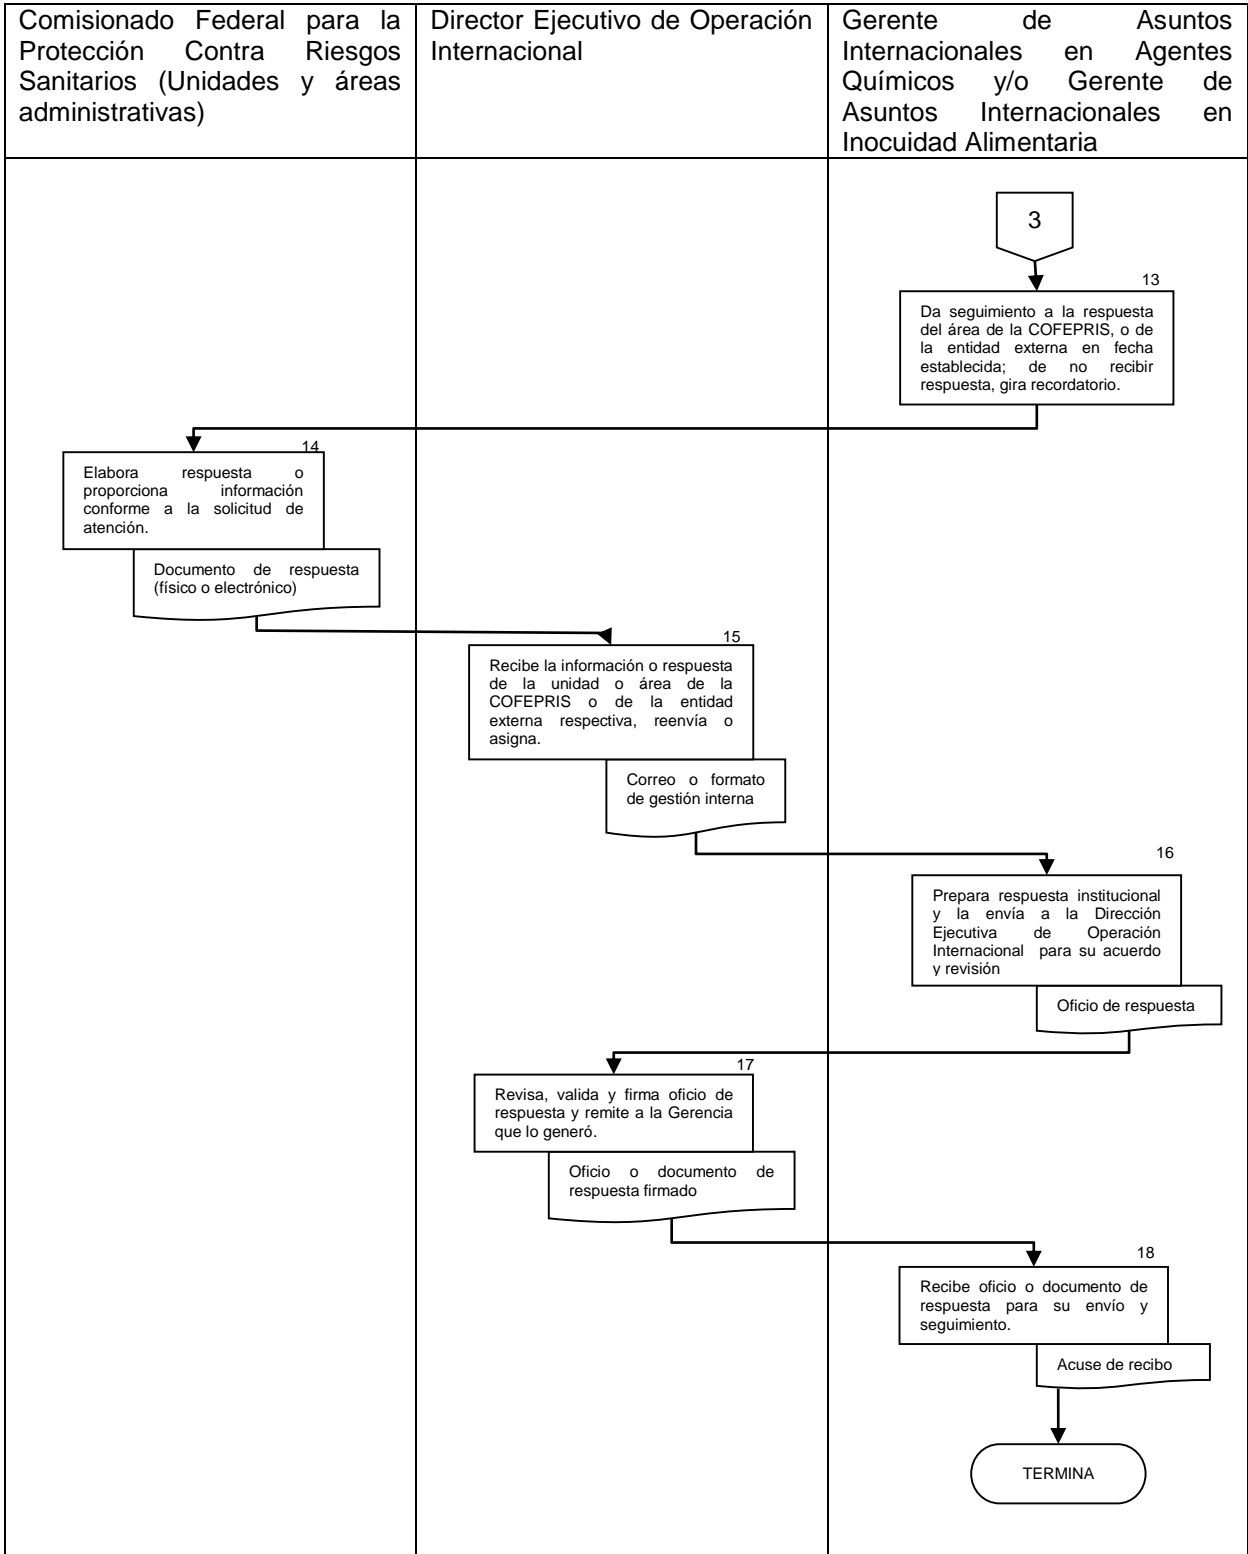 Comisionado Federal para la
Protección Contra Riesgos
Sanitarios (Unidades y áreas
administrativas)
Director Ejecutivo de Operación
Internacional
Gerente de Asuntos
Internacionales en Agentes
Químicos y/o Gerente de
Asuntos Internacionales en
Inocuidad Alimentaria
3
13
Da seguimiento a la respuesta
del área de la COFEPRIS, o de
la entidad externa en fecha
establecida; de no recibir
respuesta, gira recordatorio.
14
Elabora respuesta o
proporciona información
conforme a la solicitud de
atención.
Documento de respuesta
(físico o electrónico)
15
Recibe la información o respuesta
de la unidad o área de la
COFEPRIS o de la entidad
externa respectiva, reenvía o
asigna.
Correo o formato
de gestión interna
16
Prepara respuesta institucional
y la envía a la Dirección
Ejecutiva de Operación
Internacional para su acuerdo
y revisión
Oficio de respuesta
17
Revisa, valida y firma oficio de
respuesta y remite a la Gerencia
que lo generó.
Oficio o documento de
respuesta firmado
18
Recibe oficio o documento de
respuesta para su envío y
seguimiento.
Acuse de recibo
TERMINA